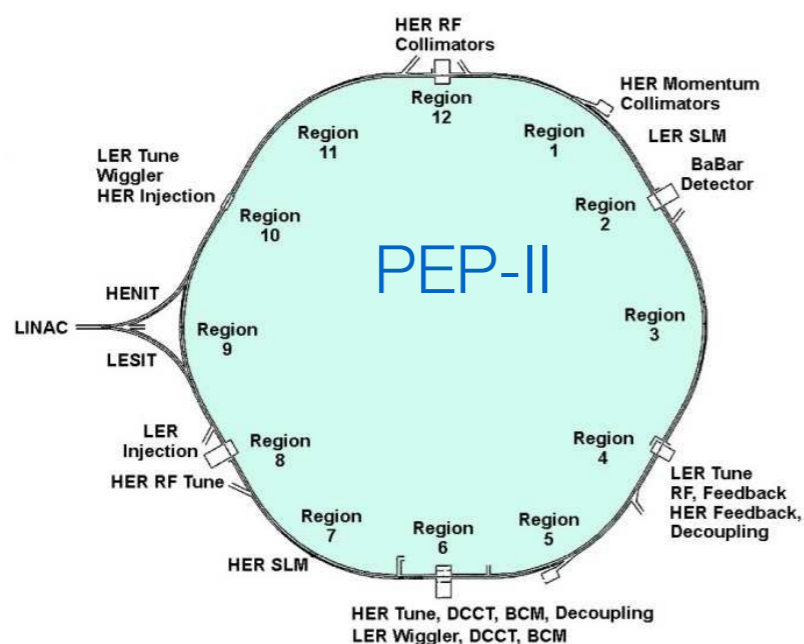 HER RF
Collimators
Region
12
HER Momentum
Collimators
Region
1
Region
11
LER SLM
BaBar
Detector
LER Tune
Wiggler
HER Injection
Region
2
Region
10
PEP-II
HENIT
LINAC
LESIT
Region
9
Region
3
LER
Injection
Region
8
Region
4
HER RF Tune
LER Tune
RF, Feedback
HER Feedback,
Decoupling
Region
7
Region
6
Region
5
HER SLM
HER Tune, DCCT, BCM, Decoupling
LER Wiggler, DCCT, BCM